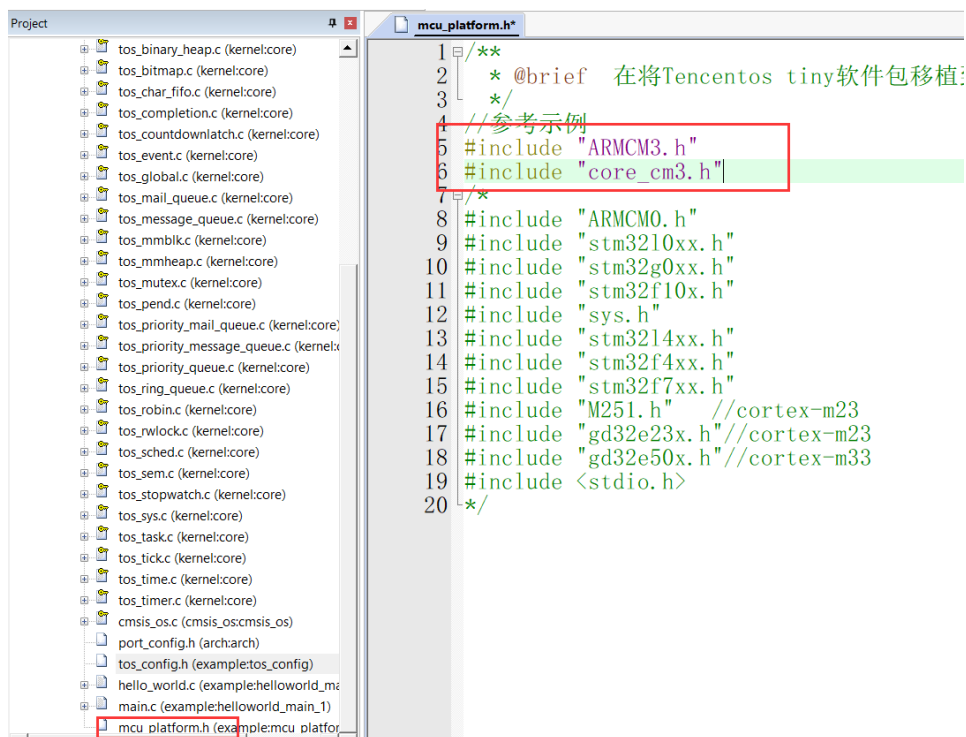 Project
tos_binary_heap.c (kernel:core)
tos_bitmap.c (kernel:core)
tos_char_fifo.c (kernel:core)
tos_completion.c (kernel:core)
tos_countdownlatch.c (kernel:core)
tos_event.c (kernel:core)
tos_global.c (kernel:core)
tos_mail_queue.c (kernel:core)
tos_message_queue.c (kernel:core)
tos_mmblk.c (kernel:core)
tos_mmheap.c (kernel:core)
tos_mutex.c (kernel:core)
tos_pend.c (kernel:core)
tos_priority_mail_queue.c (kernel:core)
tos_priority_message_queue.c (kernel:
tos_priority_queue.c (kernel:core)
tos_ring_queue.c (kernel:core)
tos_robin.c (kernel:core)
tos_rwlock.c (kernel:core)
tos_sched.c (kernel:core)
tos_sem.c (kernel:core)
tos_stopwatch.c (kernel:core)
tos_sys.c (kernel:core)
tos_task.c (kernel:core)
tos_tick.c (kernel:core)
tos_time.c (kernel:core)
tos_timer.c (kernel:core)
cmsis_os.c (cmsis_os:cmsis_os)
port_config.h (arch:arch)
tos_config.h (example:tos_config)
hello_world.c (example:helloworld_ma
main.c (example:helloworld_main_1)
mcu_platform.h (example:mcu_platfor
mcu_platform.h*
1 /**
2 * @brief 在将Tencentos tiny软件包移植
3 */
4 //参考示例
5 #include "ARMCM3.h"
6 #include "core_cm3.h"
7 /*
8 #include "ARMCM0.h"
9 #include "stm32l0xx.h"
10 #include "stm32g0xx.h"
11 #include "stm32f10x.h"
12 #include "sys.h"
13 #include "stm32l4xx.h"
14 #include "stm32f4xx.h"
15 #include "stm32f7xx.h"
16 #include "M251.h" //cortex-m23
17 #include "gd32e23x.h"//cortex-m23
18 #include "gd32e50x.h"//cortex-m33
19 #include <stdio.h>
20 */